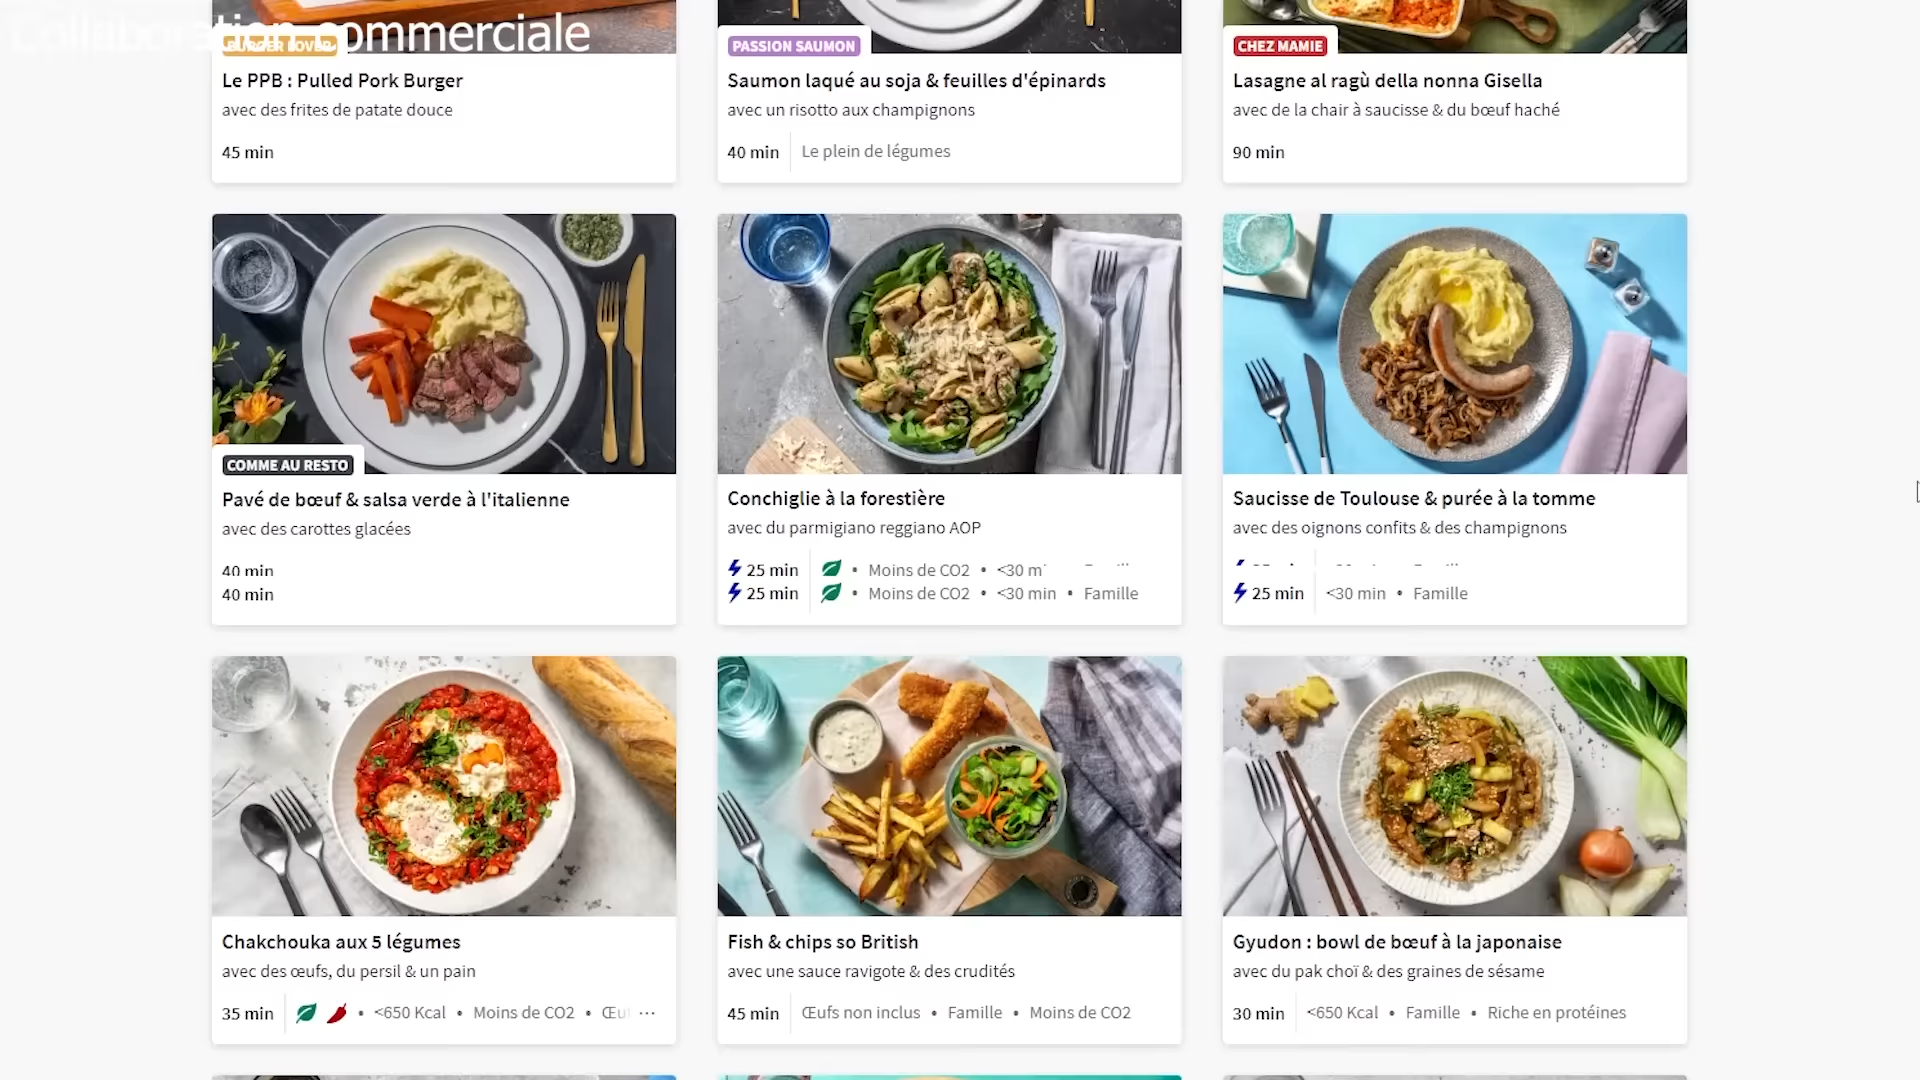 Collaboration commerciale
BURGER LOVER
Le PPB : Pulled Pork Burger
avec des frites de patate douce
45 min
PASSION SAUMON
Saumon laqué au soja & feuilles d'épinards
avec un risotto aux champignons
40 min Le plein de légumes
CHEZ MAMIE
Lasagne al ragù della nonna Gisella
avec de la chair à saucisse & du bœuf haché
90 min
COMME AU RESTO
Pavé de bœuf & salsa verde à l'italienne
avec des carottes glacées
40 min
40 min
Conchiglie à la forestière
avec du parmigiano reggiano AOP
25 min • Moins de CO2 • <30 m
25 min • Moins de CO2 • <30 min • Famille
Saucisse de Toulouse & purée à la tomme
avec des oignons confits & des champignons
25 min <30 min • Famille
Chakchouka aux 5 légumes
avec des œufs, du persil & un pain
35 min • <650 Kcal • Moins de CO2 • Œu ...
Fish & chips so British
avec une sauce ravigote & des crudités
45 min Œufs non inclus • Famille • Moins de CO2
Gyudon : bowl de bœuf à la japonaise
avec du pak choï & des graines de sésame
30 min <650 Kcal • Famille • Riche en protéines